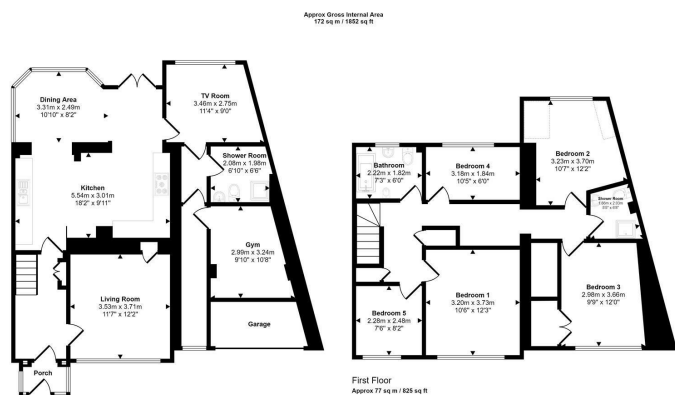 Approx Gross Internal Area
172 sq m / 1852 sq ft
Dining Area
3.31m x 2.49m
10'10" x 8'2"
TV Room
3.46m x 2.75m
11'4" x 9'0"
Shower Room
2.08m x 1.98m
6'10" x 6'6"
Kitchen
5.54m x 3.01m
18'2" x 9'11"
Gym
2.99m x 3.24m
9'10" x 10'8"
Living Room
3.53m x 3.71m
11'7" x 12'2"
Garage
Porch
Bathroom
2.22m x 1.82m
7'3" x 6'0"
Bedroom 4
3.18m x 1.84m
10'5" x 6'0"
Bedroom 2
3.23m x 3.70m
10'7" x 12'2"
Shower Room
Bedroom 5
2.28m x 2.48m
7'6" x 8'2"
Bedroom 1
3.20m x 3.73m
10'6" x 12'3"
Bedroom 3
2.98m x 3.66m
9'9" x 12'0"
First Floor
Approx 77 sq m / 825 sq ft